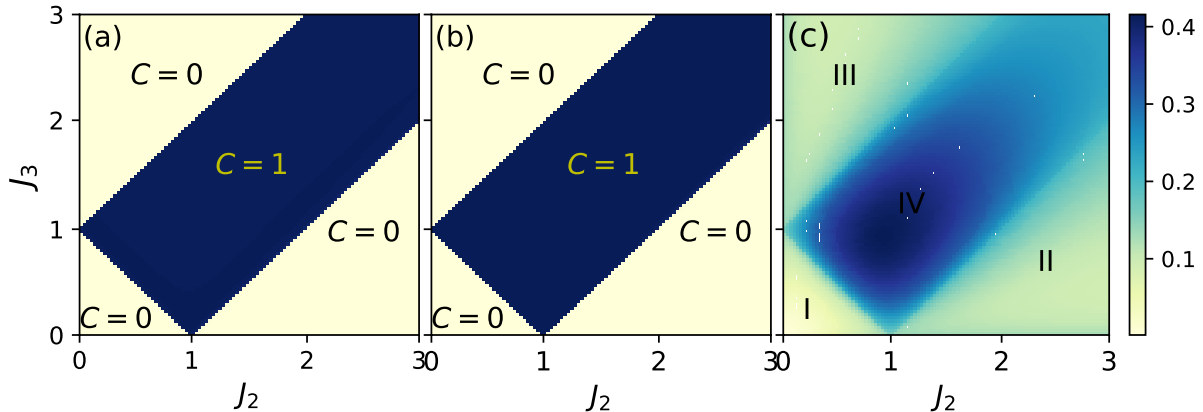 (a)
C = 0
C = 1
C = 0
C = 0
3
2
1
0
J3
0
1
2
3
J2
(b)
C = 0
C = 1
C = 0
C = 0
0
1
2
3
J2
(c)
III
IV
II
I
0
1
2
3
J2
0.4
0.3
0.2
0.1